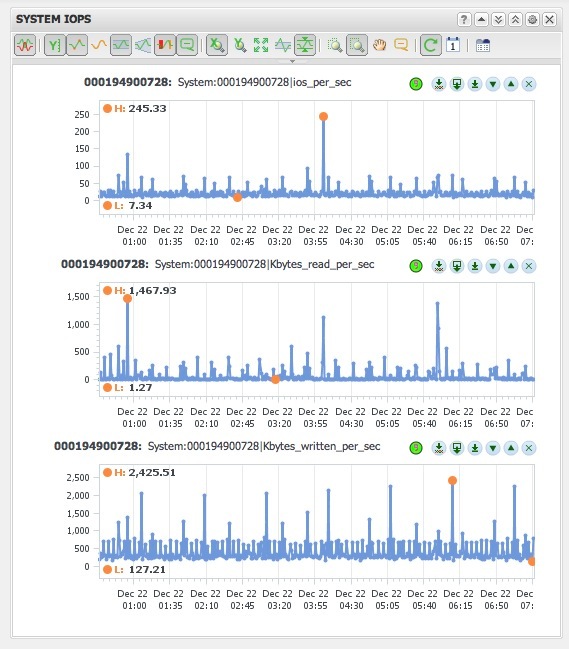 SYSTEM IOPS
000194900728: System:000194900728|ios_per_sec
H: 245.33
250
200
150
100
50
0
L: 7.34
Dec 22 Dec 22 Dec 22 Dec 22 Dec 22 Dec 22 Dec 22 Dec 22 Dec 22 Dec 22 Dec 22 Dec 22
01:00 01:35 02:10 02:45 03:20 03:55 04:30 05:05 05:40 06:15 06:50 07:
000194900728: System:000194900728|Kbytes_read_per_sec
H: 1,467.93
1,500
1,000
500
0
L: 1.27
Dec 22 Dec 22 Dec 22 Dec 22 Dec 22 Dec 22 Dec 22 Dec 22 Dec 22 Dec 22 Dec 22 Dec 22
01:00 01:35 02:10 02:45 03:20 03:55 04:30 05:05 05:40 06:15 06:50 07:
000194900728: System:000194900728|Kbytes_written_per_sec
H: 2,425.51
2,500
2,000
1,500
1,000
500
0
L: 127.21
Dec 22 Dec 22 Dec 22 Dec 22 Dec 22 Dec 22 Dec 22 Dec 22 Dec 22 Dec 22 Dec 22 Dec 22
01:00 01:35 02:10 02:45 03:20 03:55 04:30 05:05 05:40 06:15 06:50 07: